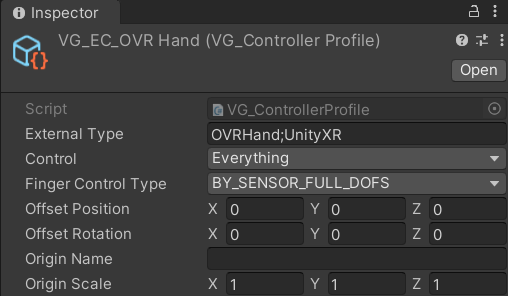 Inspector
VG_EC_OVR Hand (VG_Controller Profile)
Open
Script VG_ControllerProfile
External Type OVRHand;UnityXR
Control Everything
Finger Control Type BY_SENSOR_FULL_DOFS
Offset Position X 0 Y 0 Z 0
Offset Rotation X 0 Y 0 Z 0
Origin Name
Origin Scale X 1 Y 1 Z 1